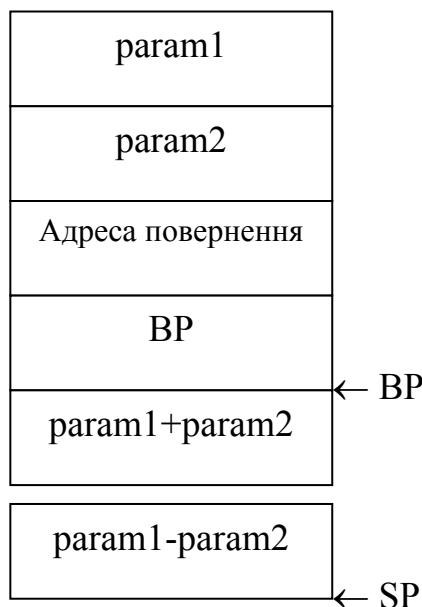 param1
param2
Адреса повернення
BP
← BP
param1+param2
param1-param2
← SP